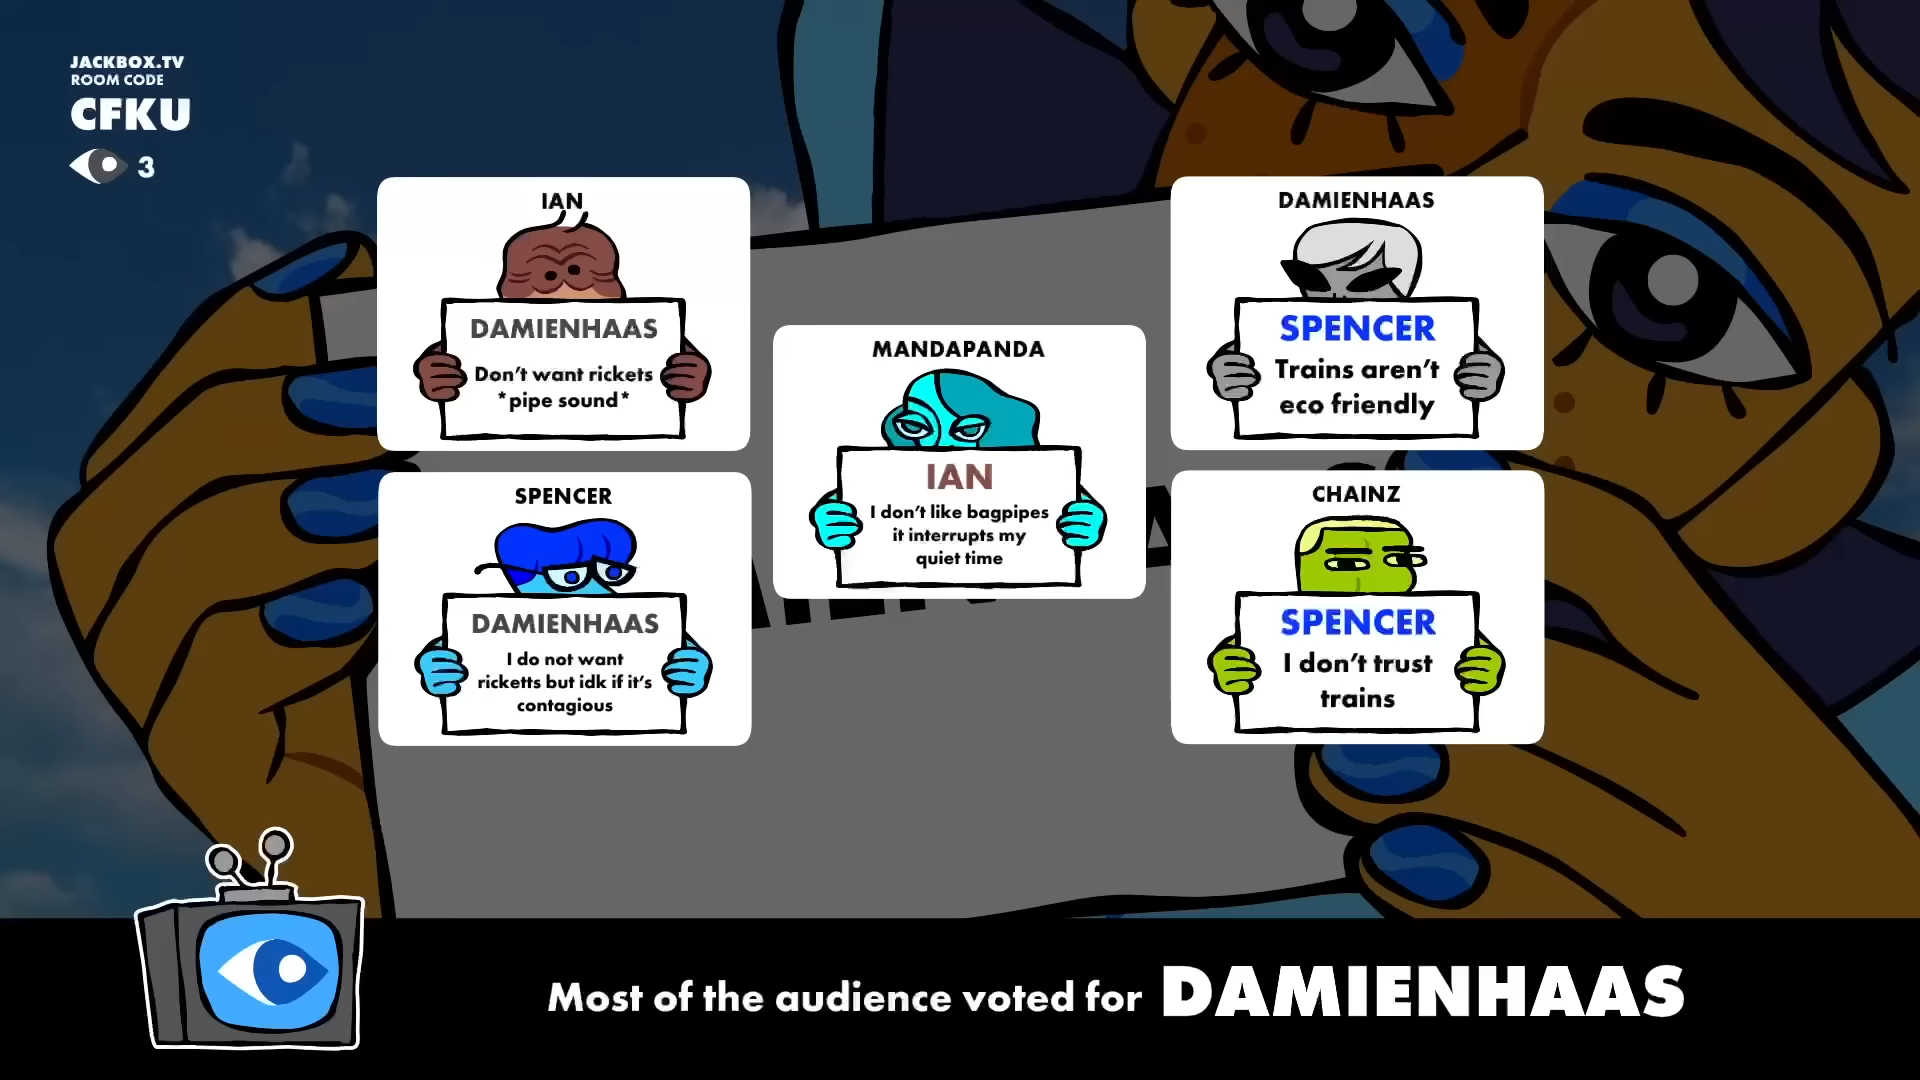 JACKBOX.TV
ROOM CODE
CFKU
3
IAN
DAMIENHAAS
Don't want rickets
*pipe sound*
SPENCER
DAMIENHAAS
I do not want
ricketts but idk if it's
contagious
MANDAPANDA
IAN
I don't like bagpipes
it interrupts my
quiet time
DAMIENHAAS
SPENCER
Trains aren't
eco friendly
CHAINZ
SPENCER
I don't trust
trains
Most of the audience voted for DAMIENHAAS